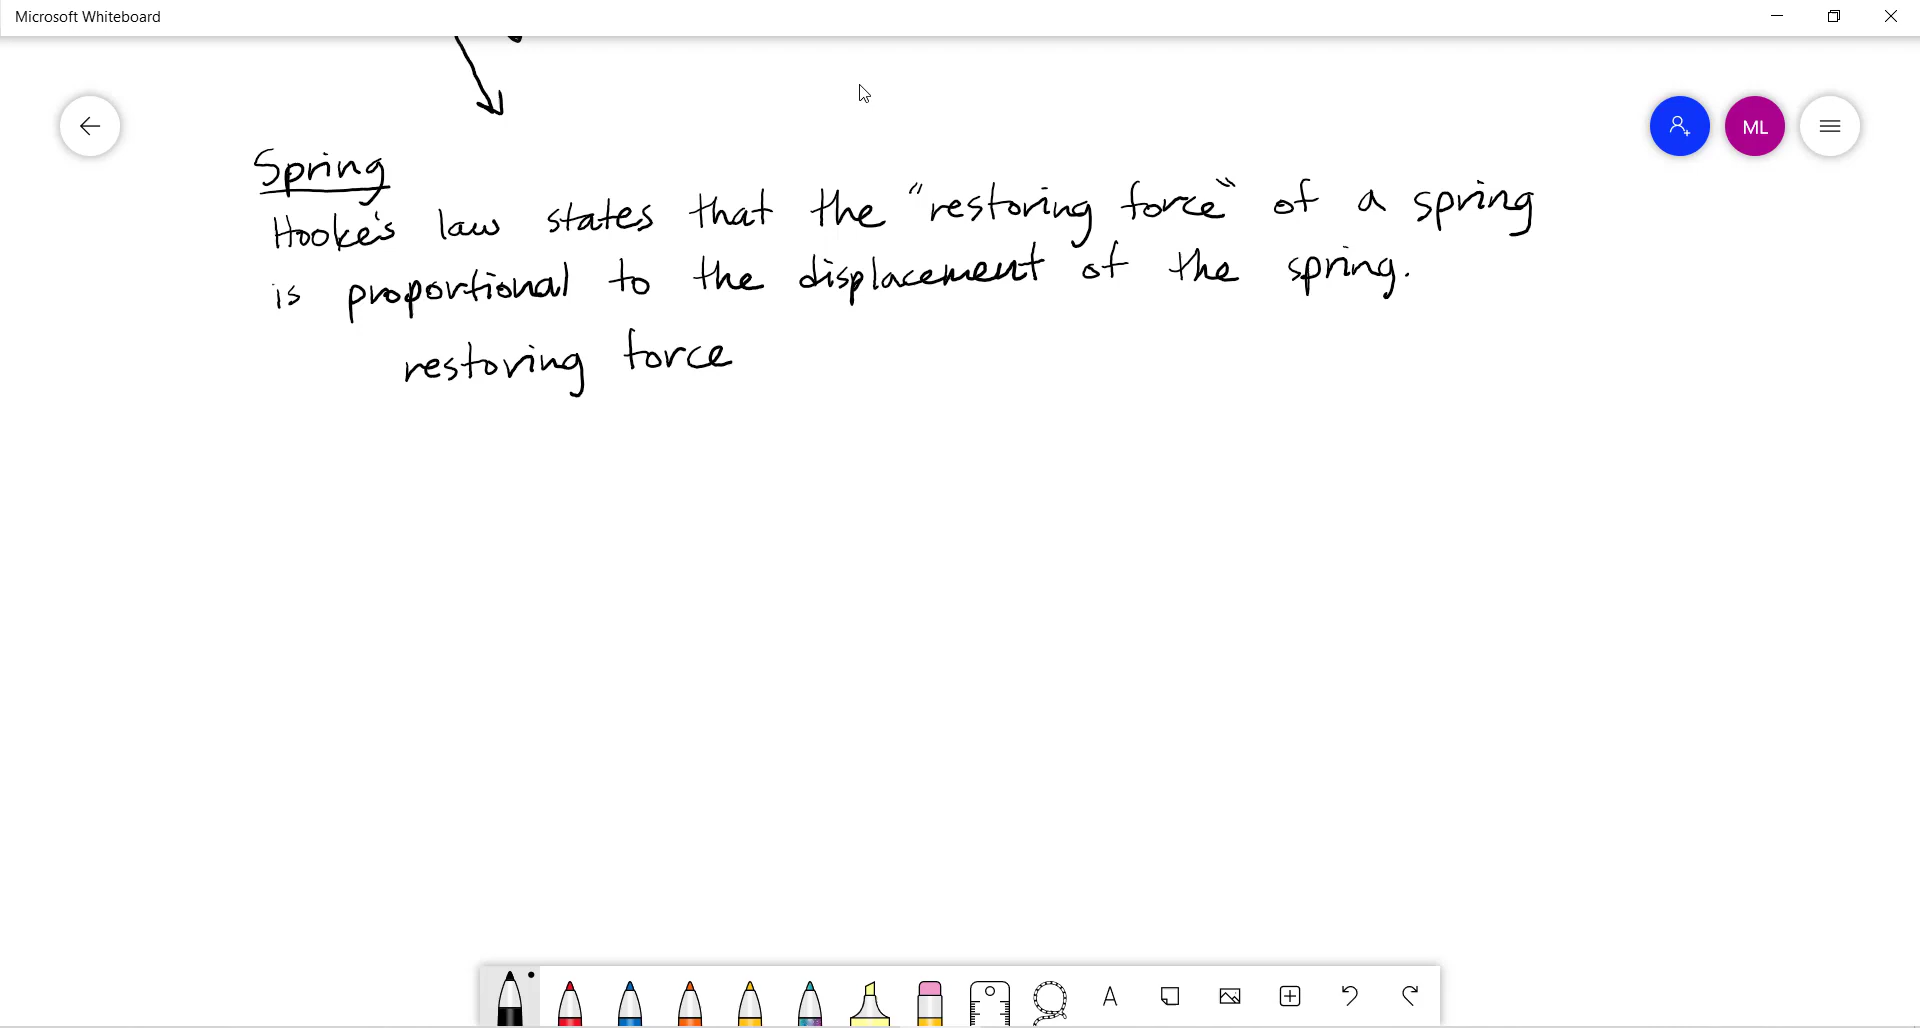 Microsoft Whiteboard
ML
Spring
Hooke's law states that the "restoring force" of a spring
is proportional to the displacement of the spring.
restoring force
A